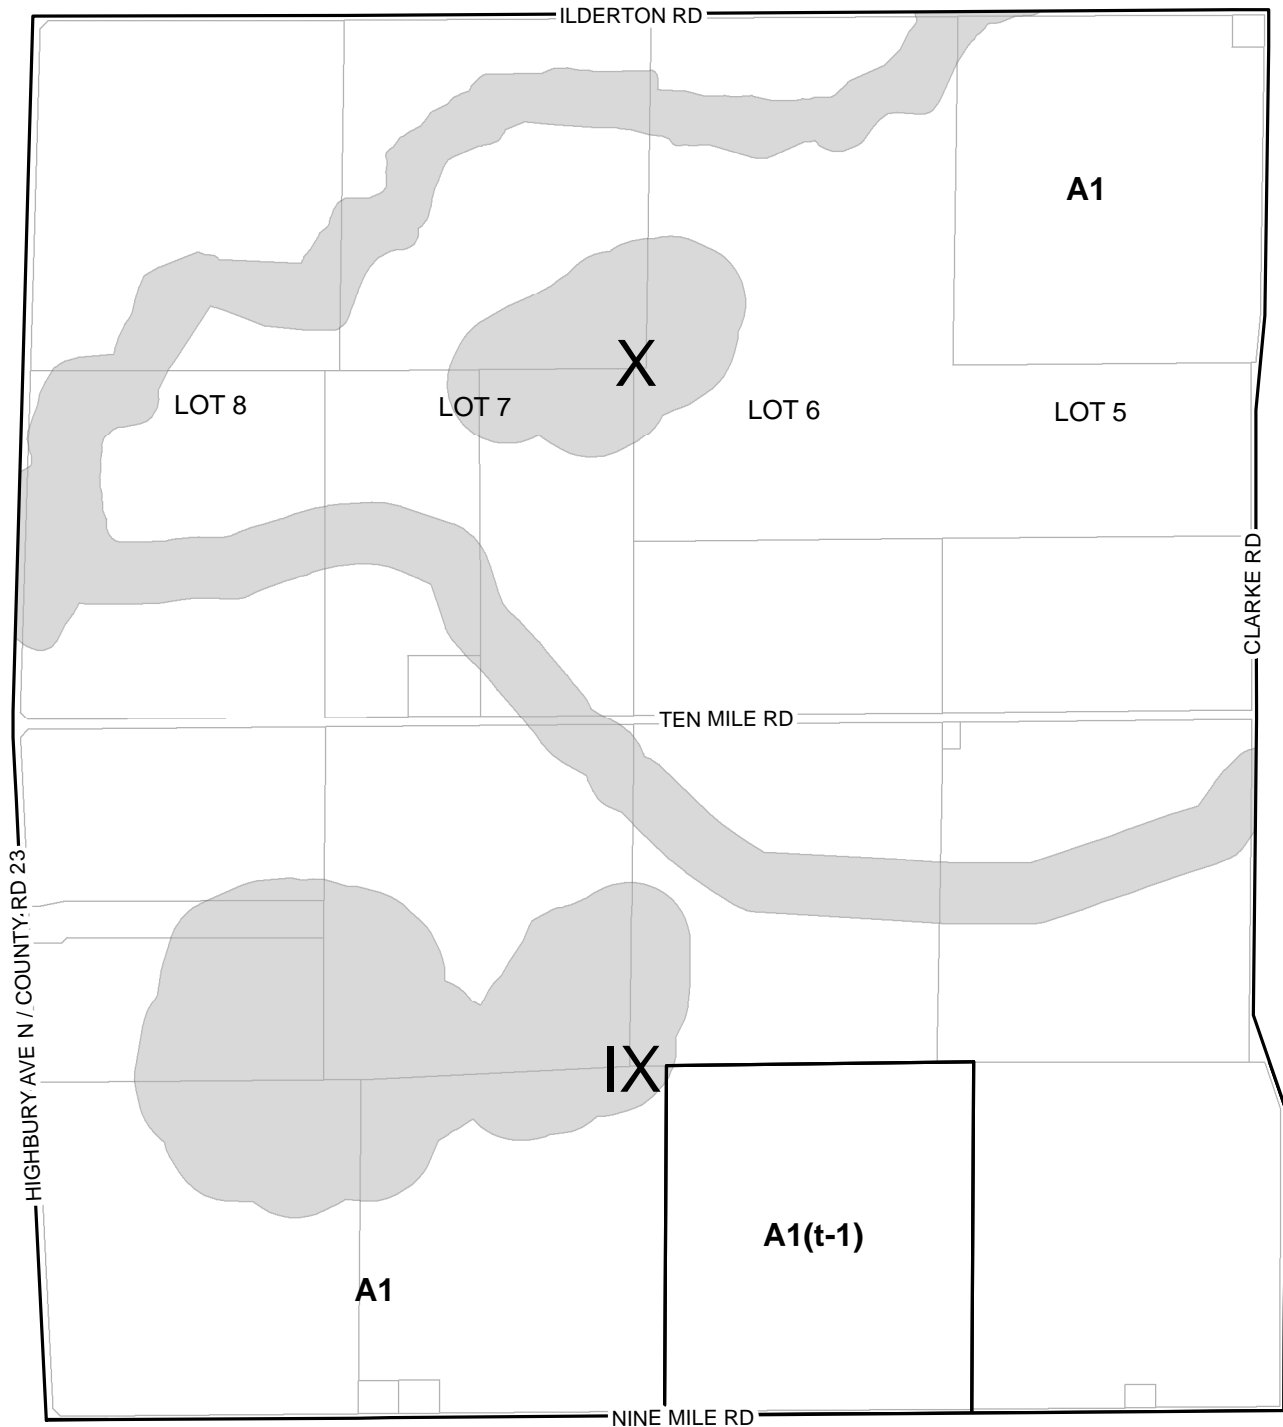 ILDERTON RD
A1
X
LOT 8
LOT 7
LOT 6
LOT 5
CLARKE RD
TEN MILE RD
HIGHBURY AVE N / COUNTY RD 23
IX
A1(t-1)
A1
NINE MILE RD